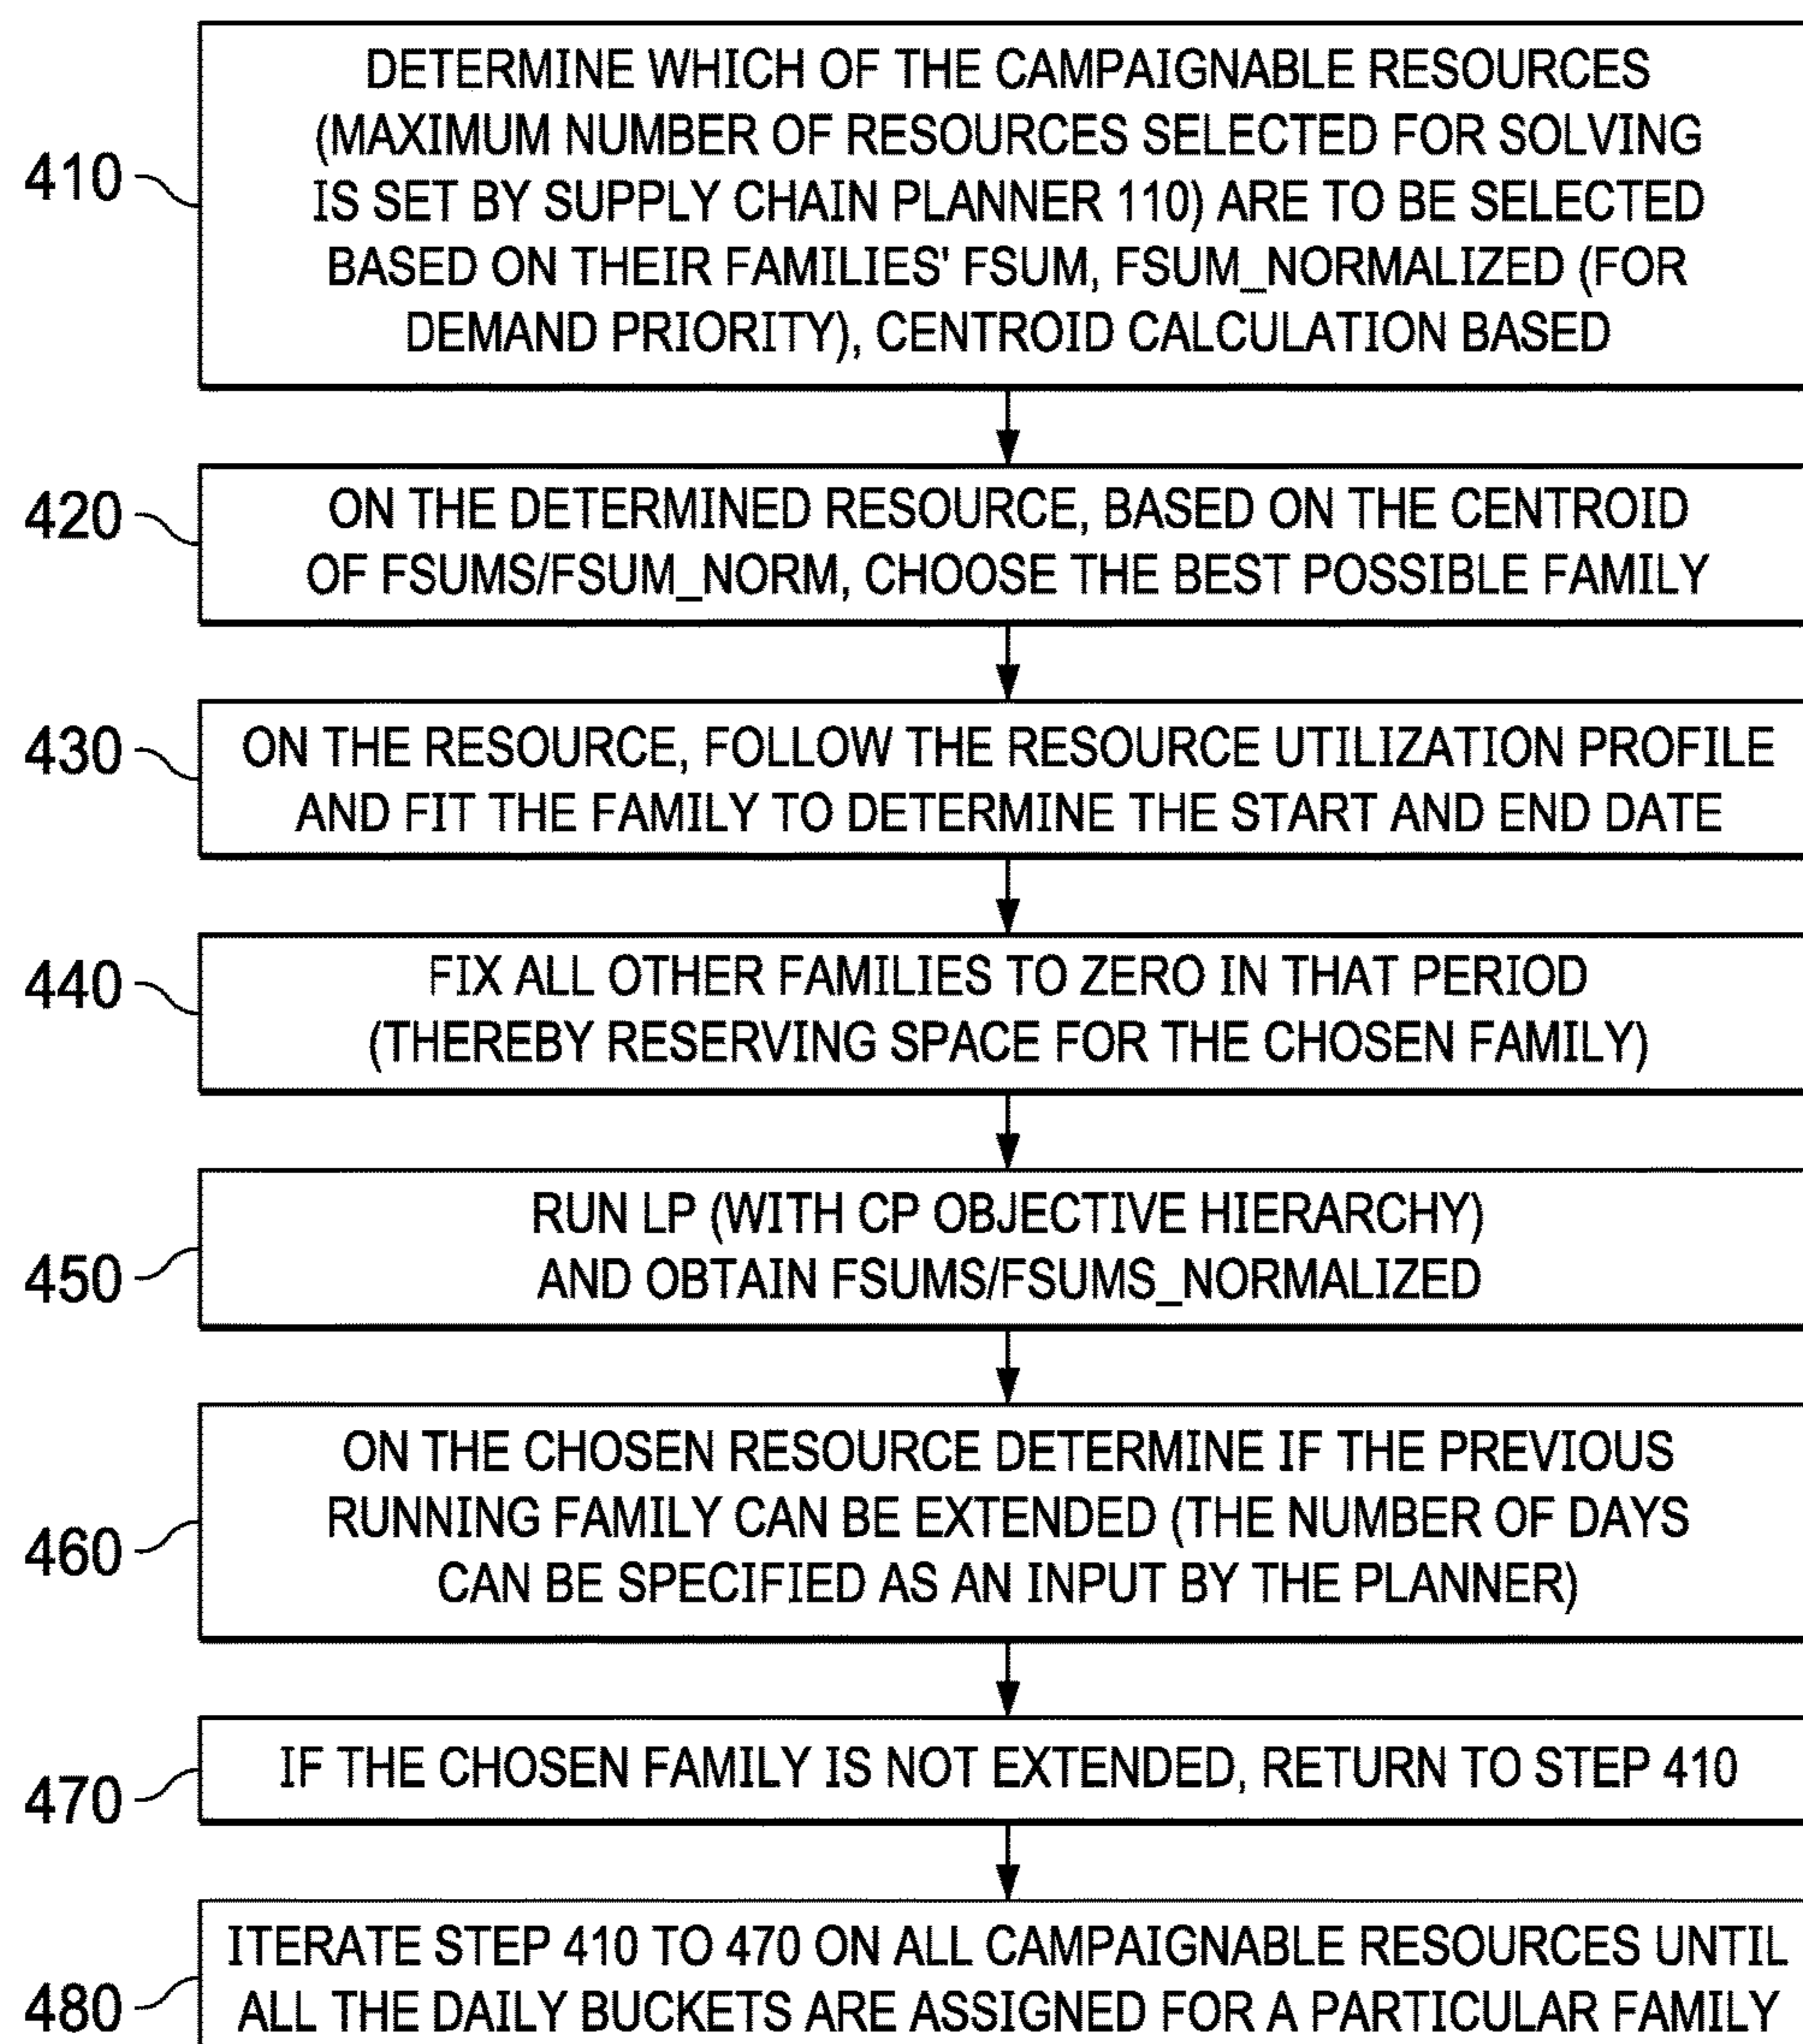 410
DETERMINE WHICH OF THE CAMPAIGNABLE RESOURCES
(MAXIMUM NUMBER OF RESOURCES SELECTED FOR SOLVING
IS SET BY SUPPLY CHAIN PLANNER 110) ARE TO BE SELECTED
BASED ON THEIR FAMILIES' FSUM, FSUM_NORMALIZED (FOR
DEMAND PRIORITY), CENTROID CALCULATION BASED
420
ON THE DETERMINED RESOURCE, BASED ON THE CENTROID
OF FSUMS/FSUM_NORM, CHOOSE THE BEST POSSIBLE FAMILY
430
ON THE RESOURCE, FOLLOW THE RESOURCE UTILIZATION PROFILE
AND FIT THE FAMILY TO DETERMINE THE START AND END DATE
440
FIX ALL OTHER FAMILIES TO ZERO IN THAT PERIOD
(THEREBY RESERVING SPACE FOR THE CHOSEN FAMILY)
450
RUN LP (WITH CP OBJECTIVE HIERARCHY)
AND OBTAIN FSUMS/FSUMS_NORMALIZED
460
ON THE CHOSEN RESOURCE DETERMINE IF THE PREVIOUS
RUNNING FAMILY CAN BE EXTENDED (THE NUMBER OF DAYS
CAN BE SPECIFIED AS AN INPUT BY THE PLANNER)
470
IF THE CHOSEN FAMILY IS NOT EXTENDED, RETURN TO STEP 410
480
ITERATE STEP 410 TO 470 ON ALL CAMPAIGNABLE RESOURCES UNTIL
ALL THE DAILY BUCKETS ARE ASSIGNED FOR A PARTICULAR FAMILY